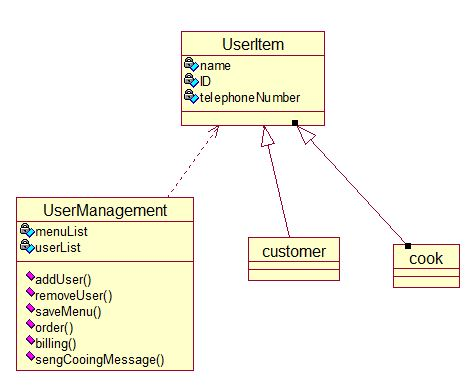 UserItem
name
ID
telephoneNumber
UserManagement
menuList
userList
addUser()
removeUser()
saveMenu()
order()
billing()
sengCooingMessage()
customer
cook